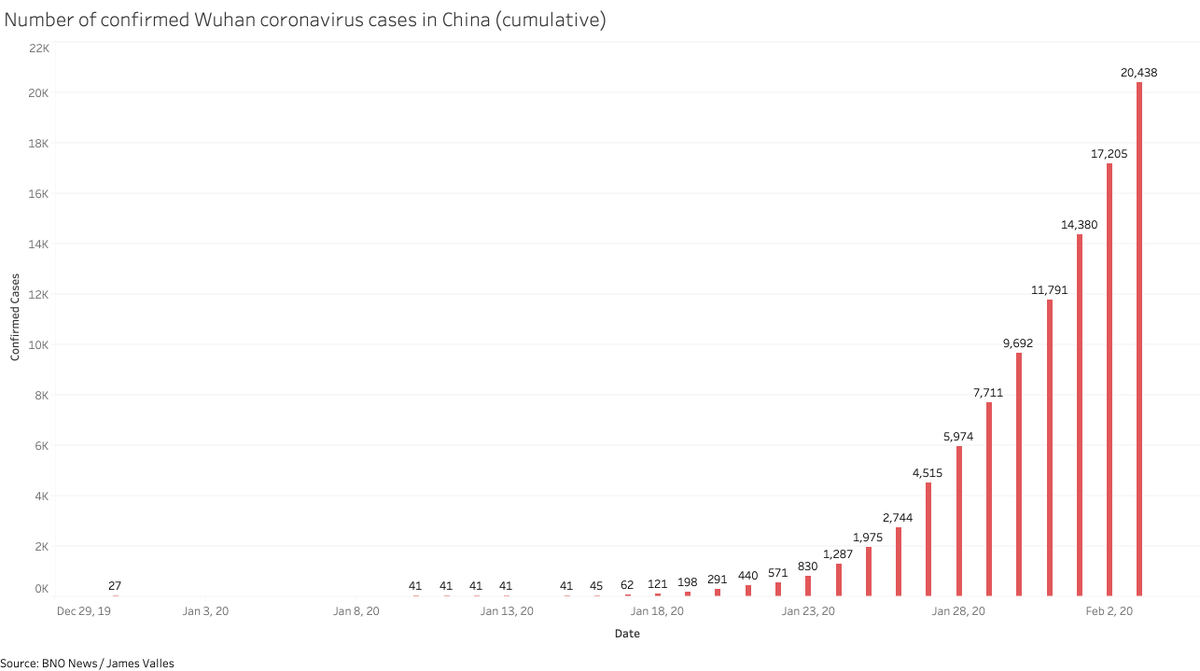 Number of confirmed Wuhan coronavirus cases in China (cumulative)
22K
20K
18K
16K
14K
12K
10K
8K
6K
4K
2K
0K
Confirmed Cases
27
41
41
41
41
41
45
62
121
198
291
440
571
830
1,287
1,975
2,744
4,515
5,974
7,711
9,692
11,791
14,380
17,205
20,438
Dec 29, 19 Jan 3, 20 Jan 8, 20 Jan 13, 20 Jan 18, 20 Jan 23, 20 Jan 28, 20 Feb 2, 20
Date
Source: BNO News / James Valles